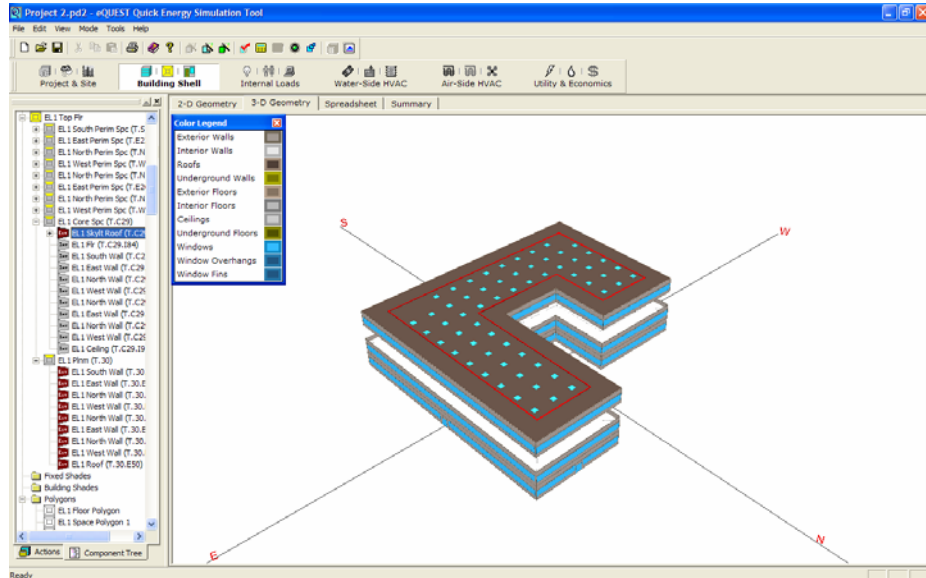 Project 2.pd2 - eQUEST Quick Energy Simulation Tool
File Edit View Mode Tools Help
Project & Site Building Shell Internal Loads Water-Side HVAC Air-Side HVAC Utility & Economics
2-D Geometry 3-D Geometry Spreadsheet Summary
EL1 Top Flr
EL1 South Perim Spc (T.S
EL1 East Perim Spc (T.E2
EL1 North Perim Spc (T.N
EL1 West Perim Spc (T.W
EL1 North Perim Spc (T.N
EL1 East Perim Spc (T.E2
EL1 North Perim Spc (T.N
EL1 West Perim Spc (T.W
EL1 Core Spc (T.C29)
EL1 Skylt Roof (T.C29
EL1 Flr (T.C29.I84)
EL1 South Wall (T.C2
EL1 East Wall (T.C29
EL1 North Wall (T.C29
EL1 West Wall (T.C29
EL1 North Wall (T.C29
EL1 East Wall (T.C29
EL1 North Wall (T.C2
EL1 West Wall (T.C29
EL1 Ceiling (T.C29.I9
EL1 Plnm (T.30)
EL1 South Wall (T.30
EL1 East Wall (T.30.E
EL1 North Wall (T.30.
EL1 West Wall (T.30.
EL1 North Wall (T.30.
EL1 East Wall (T.30.E
EL1 North Wall (T.30.
EL1 West Wall (T.30.
EL1 Roof (T.30.E50)
Fixed Shades
Building Shades
Polygons
EL1 Floor Polygon
EL1 Space Polygon 1
Actions Component Tree
Color Legend
Exterior Walls
Interior Walls
Roofs
Underground Walls
Exterior Floors
Interior Floors
Ceilings
Underground Floors
Windows
Window Overhangs
Window Fins
S
W
E
N
Ready